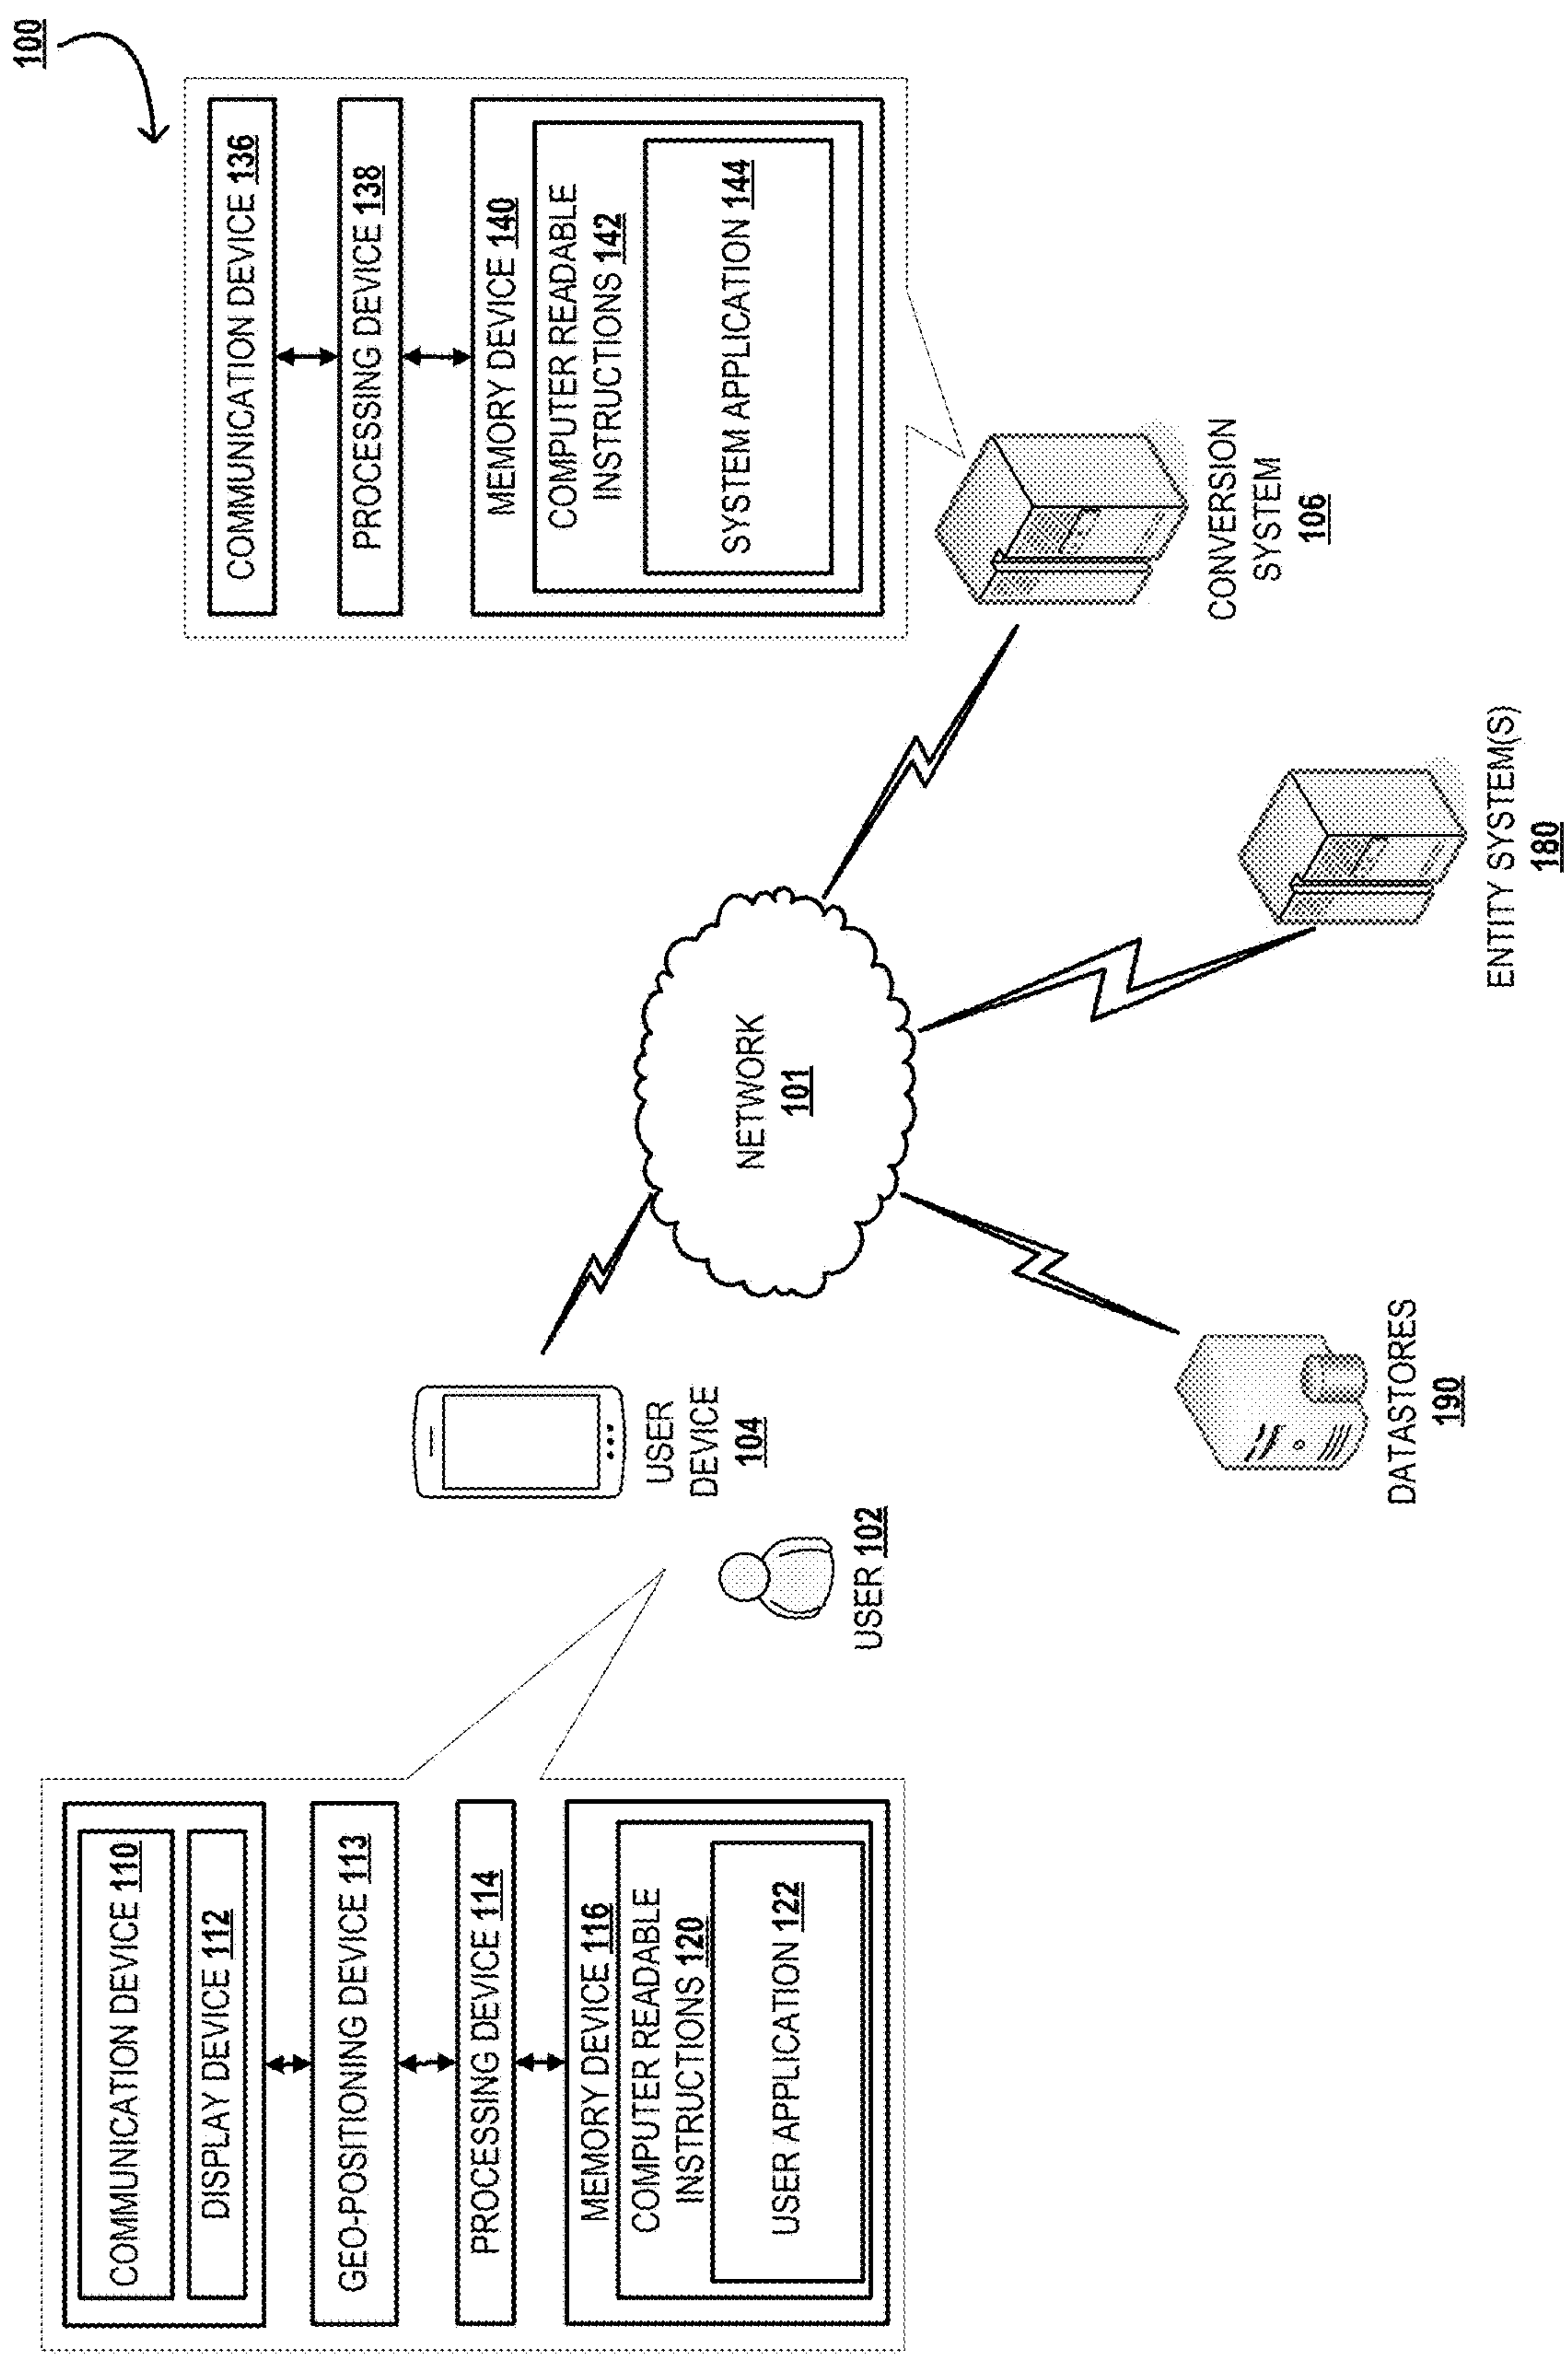 100
COMMUNICATION DEVICE 110
DISPLAY DEVICE 112
GEO-POSITIONING DEVICE 113
PROCESSING DEVICE 114
MEMORY DEVICE 116
COMPUTER READABLE
INSTRUCTIONS 120
USER APPLICATION 122
USER
DEVICE
104
USER 102
NETWORK
101
COMMUNICATION DEVICE 136
PROCESSING DEVICE 138
MEMORY DEVICE 140
COMPUTER READABLE
INSTRUCTIONS 142
SYSTEM APPLICATION 144
CONVERSION
SYSTEM
106
DATASTORES
190
ENTITY SYSTEM(S)
180